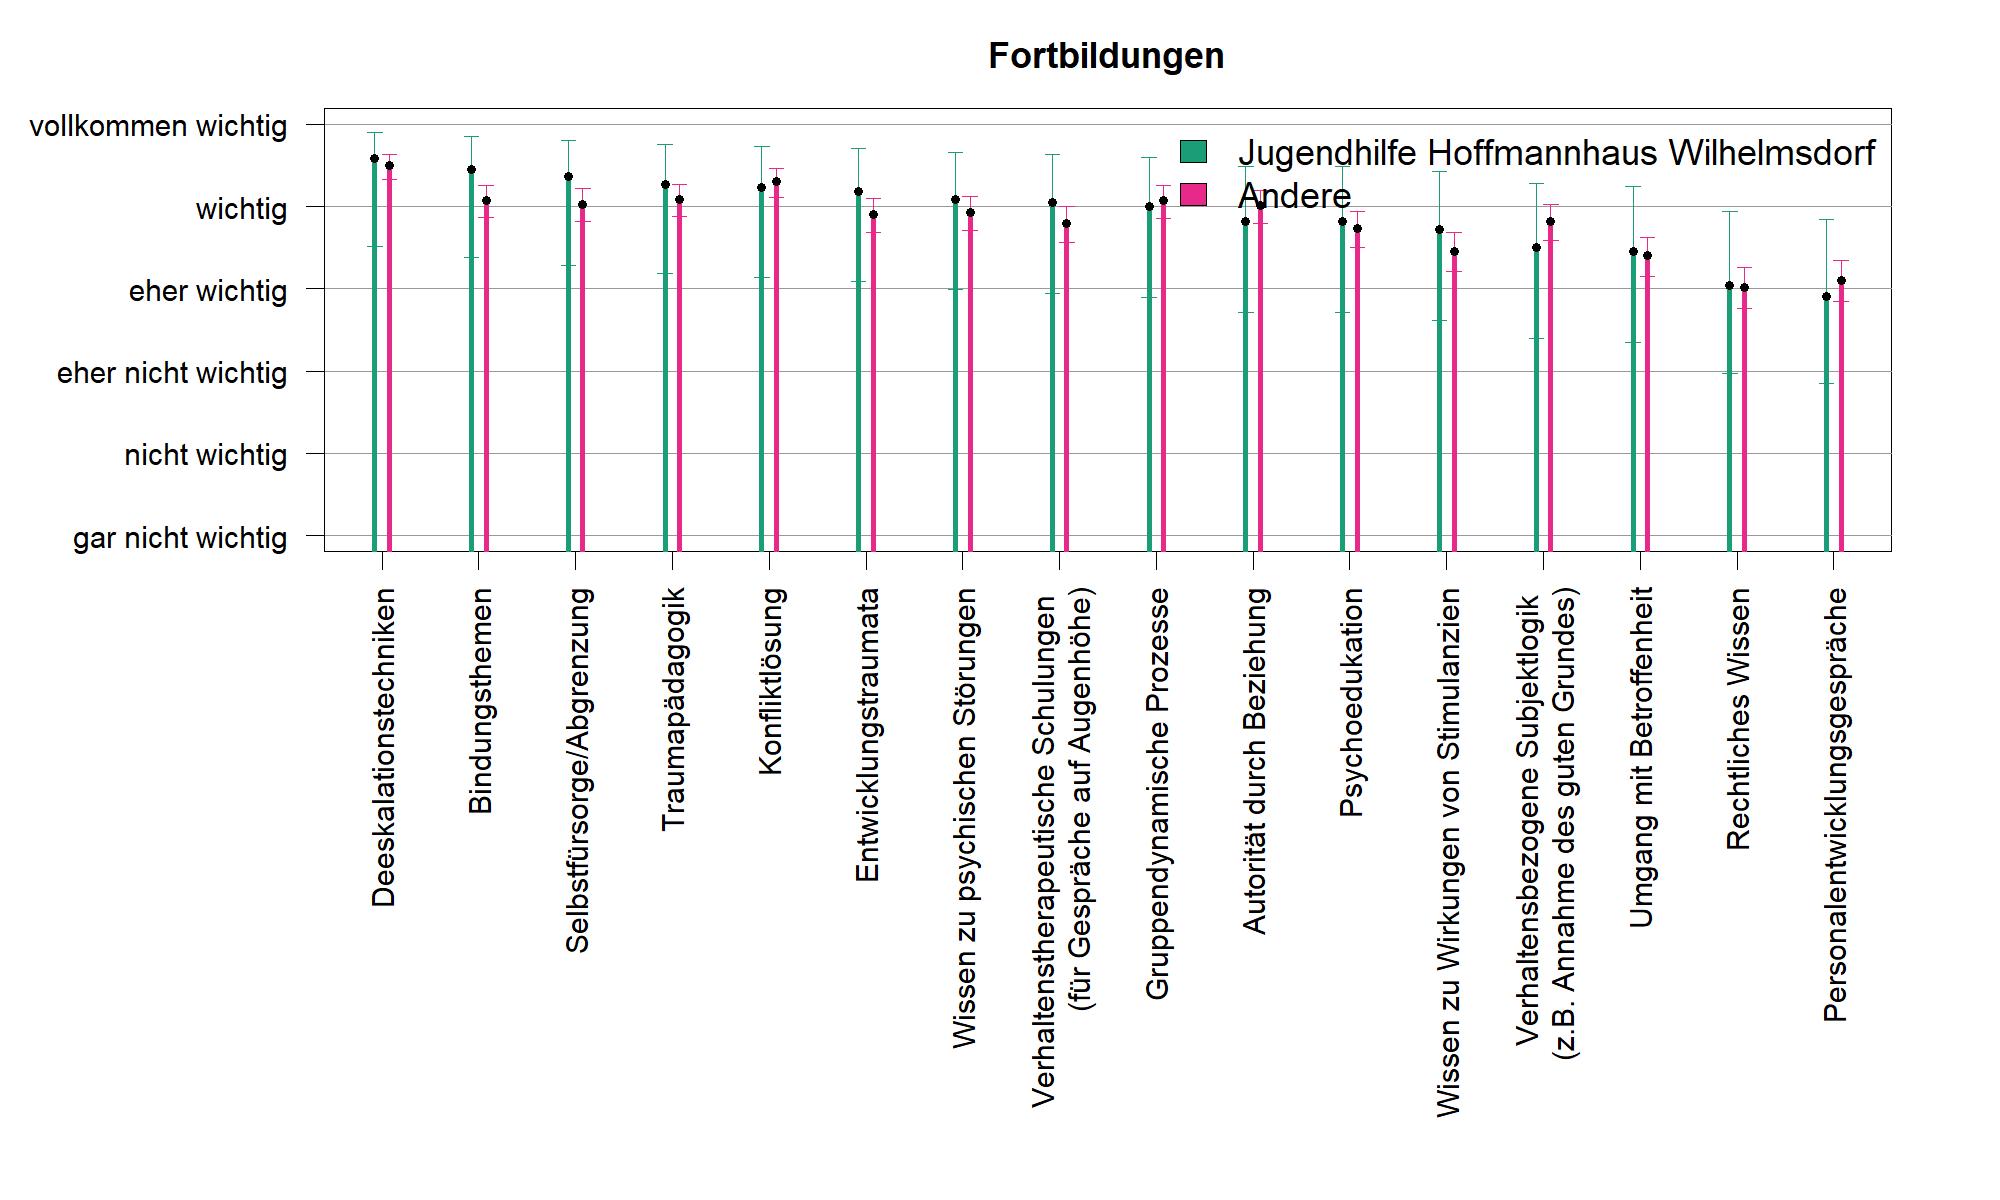 Fortbildungen
vollkommen wichtig
wichtig
eher wichtig
eher nicht wichtig
nicht wichtig
gar nicht wichtig
Jugendhilfe Hoffmannhaus Wilhelmsdorf
Andere
Deeskalationstechniken
Bindungsthemen
Selbstfürsorge/Abgrenzung
Traumapädagogik
Konfliktlösung
Entwicklungstraumata
Wissen zu psychischen Störungen
Verhaltenstherapeutische Schulungen
(für Gespräche auf Augenhöhe)
Gruppendynamische Prozesse
Autorität durch Beziehung
Psychoedukation
Wissen zu Wirkungen von Stimulanzien
Verhaltensbezogene Subjektlogik
(z.B. Annahme des guten Grundes)
Umgang mit Betroffenheit
Rechtliches Wissen
Personalentwicklungsgespräche